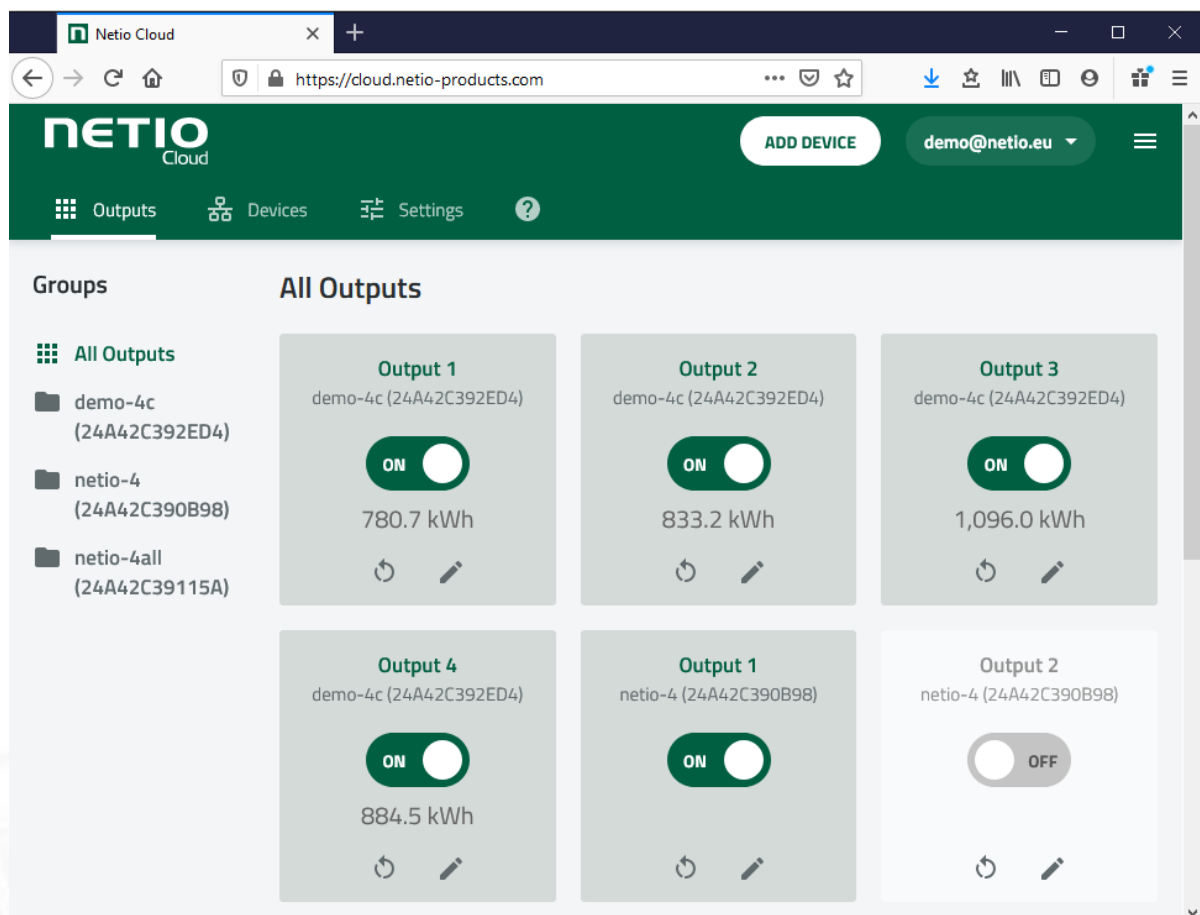 Netio Cloud
https://cloud.netio-products.com
NETIO
Cloud
ADD DEVICE
demo@netio.eu
Outputs
Devices
Settings
?
Groups
All Outputs
demo-4c
(24A42C392ED4)
netio-4
(24A42C390B98)
netio-4all
(24A42C39115A)
All Outputs
Output 1
demo-4c (24A42C392ED4)
ON
780.7 kWh
Output 2
demo-4c (24A42C392ED4)
ON
833.2 kWh
Output 3
demo-4c (24A42C392ED4)
ON
1,096.0 kWh
Output 4
demo-4c (24A42C392ED4)
ON
884.5 kWh
Output 1
netio-4 (24A42C390B98)
ON
Output 2
netio-4 (24A42C390B98)
OFF